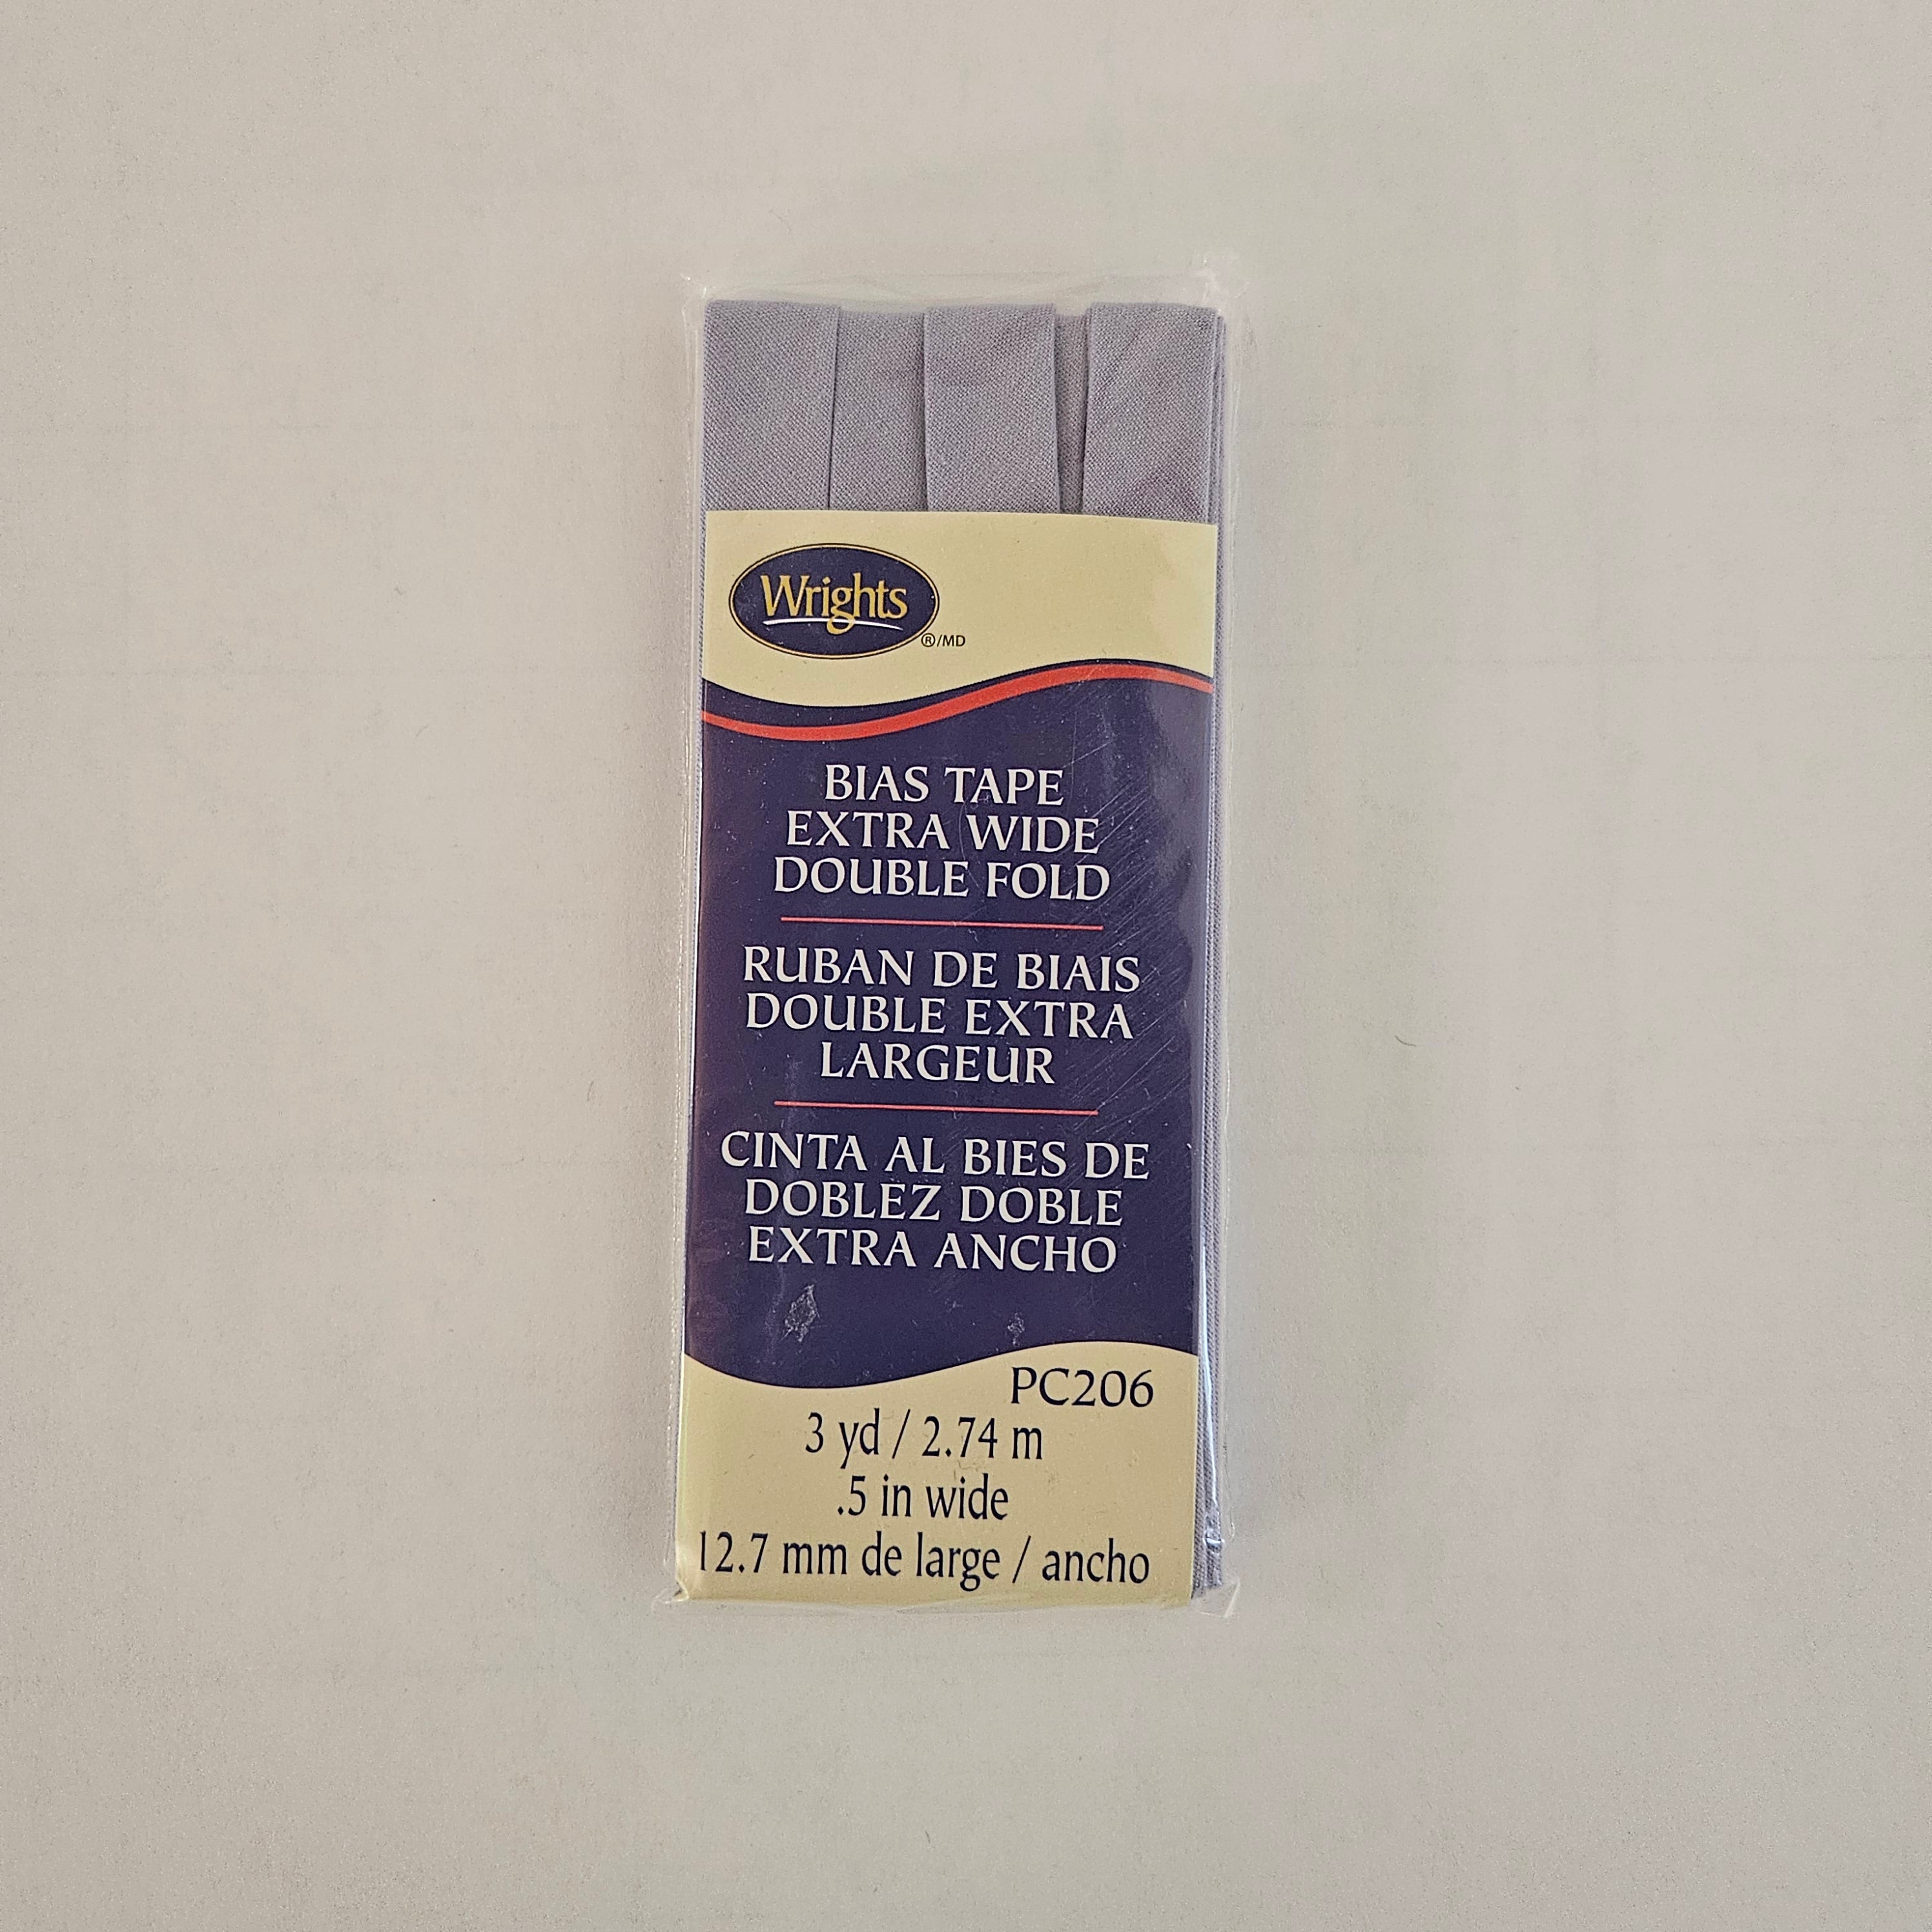 Wrights
®/MD
BIAS TAPE
EXTRA WIDE
DOUBLE FOLD
RUBAN DE BIAIS
DOUBLE EXTRA
LARGEUR
CINTA AL BIES DE
DOBLEZ DOBLE
EXTRA ANCHO
PC206
3 yd / 2.74 m
.5 in wide
12.7 mm de large / ancho